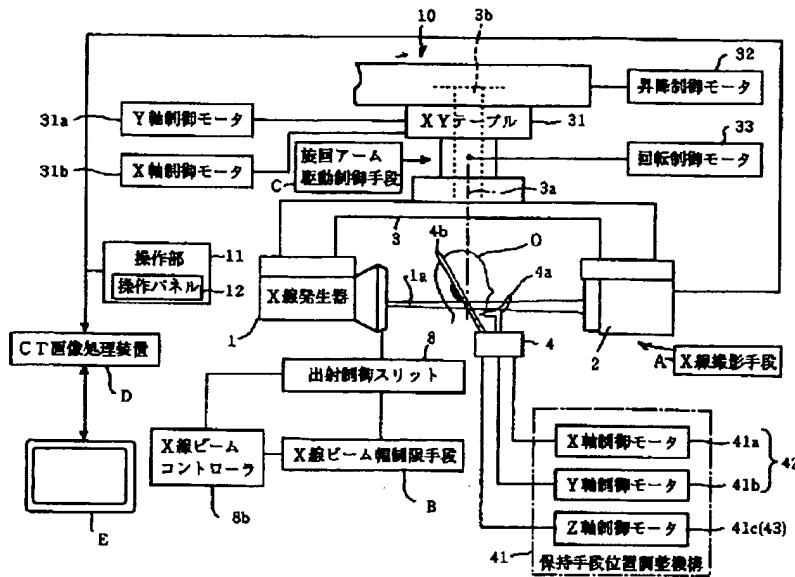 10
3b
32
昇降制御モータ
31a
Y軸制御モータ
XYテーブル
31
33
31b
X軸制御モータ
旋回アーム
駆動制御手段
C
回転制御モータ
3a
3
4b
O
操作部
11
操作パネル
12
X線発生器
1a
4a
1
8
4
2
A
X線撮影手段
CT画像処理装置
D
出射制御スリット
X線ビーム
コントローラ
8b
X線ビーム幅制限手段
B
X軸制御モータ
41a
42
Y軸制御モータ
41b
Z軸制御モータ
41c(43)
E
41
保持手段位置調整機構